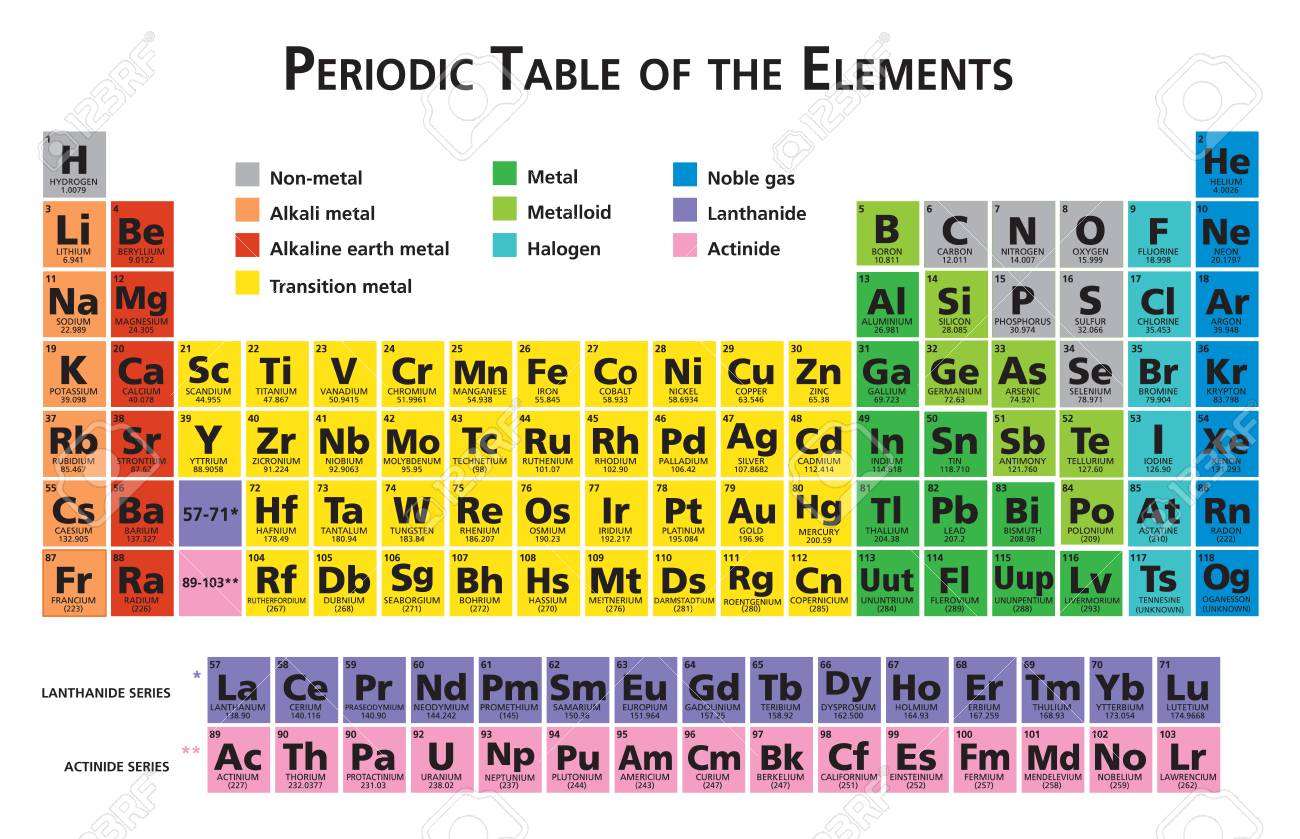 PERIODIC TABLE OF THE ELEMENTS
1 2
H He
HYDROGEN HELIUM
1.0079 4.0026
Non-metal Metal Noble gas
Alkali metal Metalloid Lanthanide
Alkaline earth metal Halogen Actinide
Transition metal
3 4 5 6 7 8 9 10
Li Be B C N O F Ne
LITHIUM BERYLLIUM BORON CARBON NITROGEN OXYGEN FLUORINE NEON
6.941 9.0122 10.811 12.011 14.007 15.999 18.998 20.1797
11 12 13 14 15 16 17 18
Na Mg Al Si P S Cl Ar
SODIUM MAGNESIUM ALUMINIUM SILICON PHOSPHORUS SULFUR CHLORINE ARGON
22.989 24.305 26.981 28.085 30.974 32.066 35.453 39.948
19 20 21 22 23 24 25 26 27 28 29 30 31 32 33 34 35 36
K Ca Sc Ti V Cr Mn Fe Co Ni Cu Zn Ga Ge As Se Br Kr
POTASSIUM CALCIUM SCANDIUM TITANIUM VANADIUM CHROMIUM MANGANESE IRON COBALT NICKEL COPPER ZINC GALLIUM GERMANIUM ARSENIC SELENIUM BROMINE KRYPTON
39.098 40.078 44.955 47.867 50.9415 51.9961 54.938 55.845 58.933 58.6934 63.546 65.38 69.723 72.63 74.921 78.971 79.904 83.798
37 38 39 40 41 42 43 44 45 46 47 48 49 50 51 52 53 54
Rb Sr Y Zr Nb Mo Tc Ru Rh Pd Ag Cd In Sn Sb Te I Xe
RUBIDIUM STRONTIUM YTTRIUM ZICRONIUM NIOBIUM MOLYBDENUM TECHNETIUM RUTHENIUM RHODIUM PALLADIUM SILVER CADMIUM INDIUM TIN ANTIMONY TELLURIUM IODINE XENON
85.467 87.62 88.9058 91.224 92.9063 95.95 (98) 101.07 102.90 106.42 107.8682 112.414 114.818 118.710 121.760 127.60 126.90 131.293
55 56 57-71* 72 73 74 75 76 77 78 79 80 81 82 83 84 85 86
Cs Ba Hf Ta W Re Os Ir Pt Au Hg Tl Pb Bi Po At Rn
CAESIUM BARIUM HAFNIUM TANTALUM TUNGSTEN RHENIUM OSMIUM IRIDIUM PLATINUM GOLD MERCURY THALLIUM LEAD BISMUTH POLONIUM ASTATINE RADON
132.905 137.327 178.49 180.94 183.84 186.207 190.23 192.217 195.084 196.96 200.59 204.38 207.2 208.98 (209) (210) (222)
87 88 89-103** 104 105 106 107 108 109 110 111 112 113 114 115 116 117 118
Fr Ra Rf Db Sg Bh Hs Mt Ds Rg Cn Uut Fl Uup Lv Ts Og
FRANCIUM RADIUM RUTHERFORDIUM DUBNIUM SEABORGIUM BOHRIUM HASSIUM METNERIUM DARMSTADTIUM ROENTGENIUM COPERNICIUM UNUNTRIUM FLEROVIUM UNUNPENTIUM LIVERMORIUM TENNESINE OGANESSON
(223) (226) (267) (268) (271) (272) (270) (276) (281) (280) (285) (284) (289) (288) (293) (UNKNOWN) (UNKNOWN)
LANTHANIDE SERIES *
57 58 59 60 61 62 63 64 65 66 67 68 69 70 71
La Ce Pr Nd Pm Sm Eu Gd Tb Dy Ho Er Tm Yb Lu
LANTHANUM CERIUM PRASEODYMIUM NEODYMIUM PROMETHIUM SAMARIUM EUROPIUM GADOLINIUM TERIBIUM DYSPROSIUM HOLMIUM ERBIUM THULIUM YTTERBIUM LUTETIUM
138.90 140.116 140.90 144.242 (145) 150.36 151.964 157.25 158.92 162.500 164.93 167.259 168.93 173.054 174.9668
ACTINIDE SERIES **
89 90 90 92 93 94 95 96 97 98 99 100 101 102 103
Ac Th Pa U Np Pu Am Cm Bk Cf Es Fm Md No Lr
ACTINIUM THORIUM PROTACTINIUM URANIUM NEPTUNIUM PLUTONIUM AMERICIUM CURIUM BERKELIUM CALIFORNIUM EINSTEINIUM FERMIUM MENDELEVIUM NOBELIUM LAWRENCIUM
(227) 232.0377 231.03 238.02 (237) (244) (243) (247) (247) (251) (252) (257) (258) (259) (262)